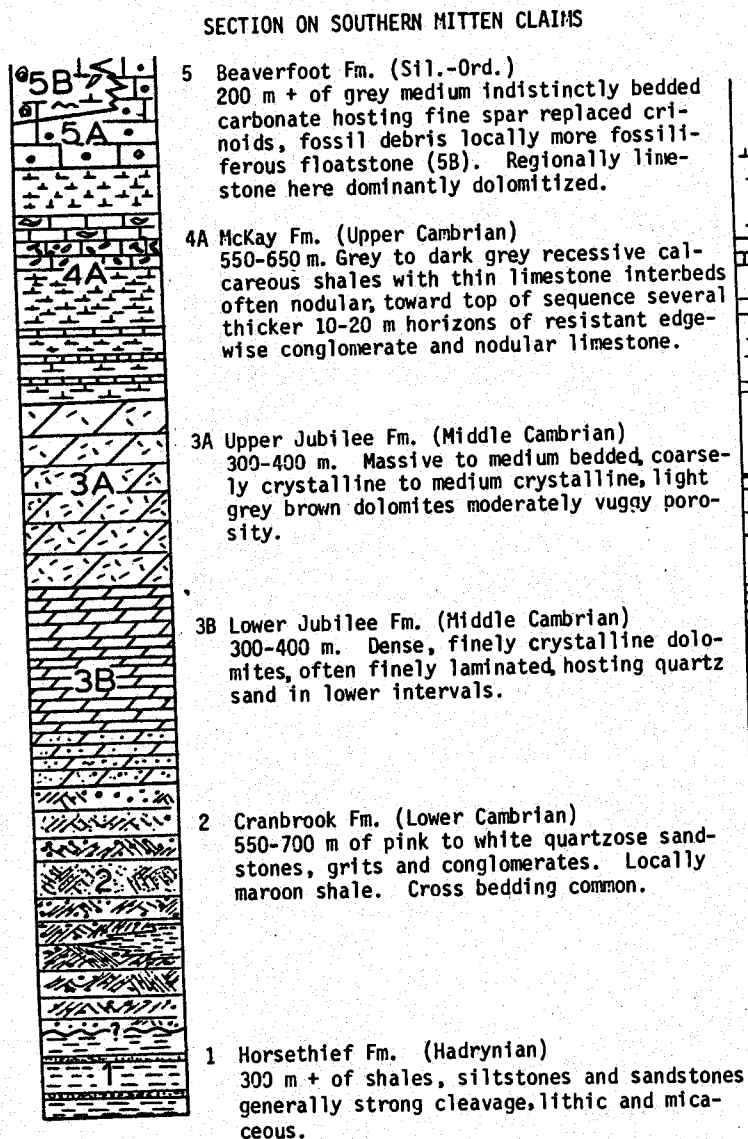 SECTION ON SOUTHERN MITTEN CLAIMS
5 Beaverfoot Fm. (Sil.-Ord.)
200 m + of grey medium indistinctly bedded
carbonate hosting fine spar replaced cri-
noids, fossil debris locally more fossili-
ferous floatstone (5B). Regionally lime-
stone here dominantly dolomitized.
5B
5A
4A McKay Fm. (Upper Cambrian)
550-650 m. Grey to dark grey recessive cal-
careous shales with thin limestone interbeds
often nodular, toward top of sequence several
thicker 10-20 m horizons of resistant edge-
wise conglomerate and nodular limestone.
4A
3A Upper Jubilee Fm. (Middle Cambrian)
300-400 m. Massive to medium bedded, coarse-
ly crystalline to medium crystalline, light
grey brown dolomites moderately vuggy poro-
sity.
3A
3B Lower Jubilee Fm. (Middle Cambrian)
300-400 m. Dense, finely crystalline dolo-
mites, often finely laminated, hosting quartz
sand in lower intervals.
3B
2 Cranbrook Fm. (Lower Cambrian)
550-700 m of pink to white quartzose sand-
stones, grits and conglomerates. Locally
maroon shale. Cross bedding common.
2
?
1 Horsethief Fm. (Hadrynian)
300 m + of shales, siltstones and sandstones
generally strong cleavage, lithic and mica-
ceous.
1